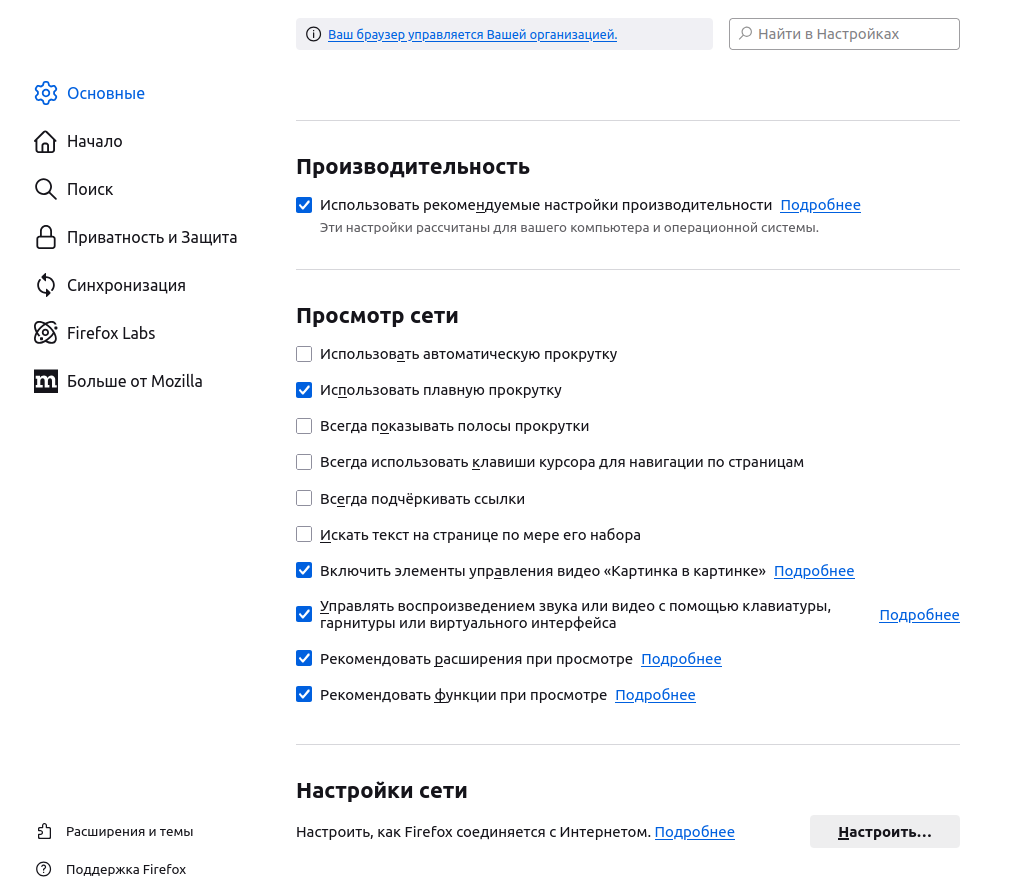 Ваш браузер управляется Вашей организацией.
Найти в Настройках
Основные
Начало
Поиск
Приватность и Защита
Синхронизация
Firefox Labs
Больше от Mozilla
Расширения и темы
Поддержка Firefox
Производительность
Использовать рекомендуемые настройки производительности Подробнее
Эти настройки рассчитаны для вашего компьютера и операционной системы.
Просмотр сети
Использовать автоматическую прокрутку
Использовать плавную прокрутку
Всегда показывать полосы прокрутки
Всегда использовать клавиши курсора для навигации по страницам
Всегда подчёркивать ссылки
Искать текст на странице по мере его набора
Включить элементы управления видео «Картинка в картинке» Подробнее
Управлять воспроизведением звука или видео с помощью клавиатуры,
гарнитуры или виртуального интерфейса Подробнее
Рекомендовать расширения при просмотре Подробнее
Рекомендовать функции при просмотре Подробнее
Настройки сети
Настроить, как Firefox соединяется с Интернетом. Подробнее
Настроить…